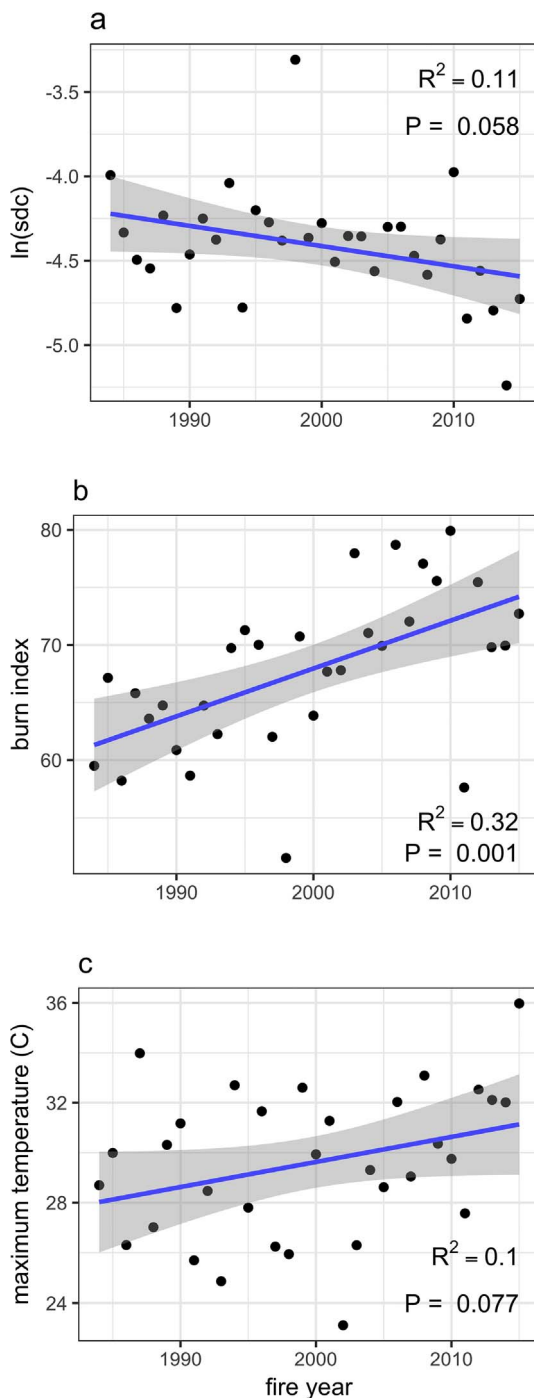 a
R² = 0.11
P = 0.058
-3.5
-4.0
-4.5
-5.0
ln(sdc)
1990 2000 2010
b
80
70
60
burn index
R² = 0.32
P = 0.001
1990 2000 2010
c
36
32
28
24
maximum temperature (C)
R² = 0.1
P = 0.077
1990 2000 2010
fire year